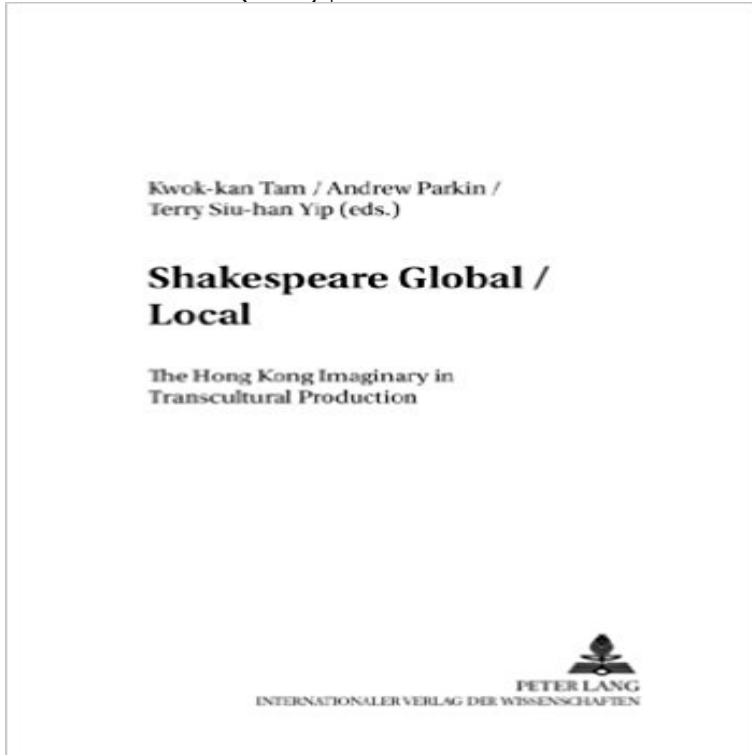 Kwok-kan Tam / Andrew Parkin /
Terry Siu-han Yip (eds.)
Shakespeare Global /
Local
The Hong Kong Imaginary in
Transcultural Production
PETER LANG
INTERNATIONALER VERLAG DER WISSENSCHAFTEN